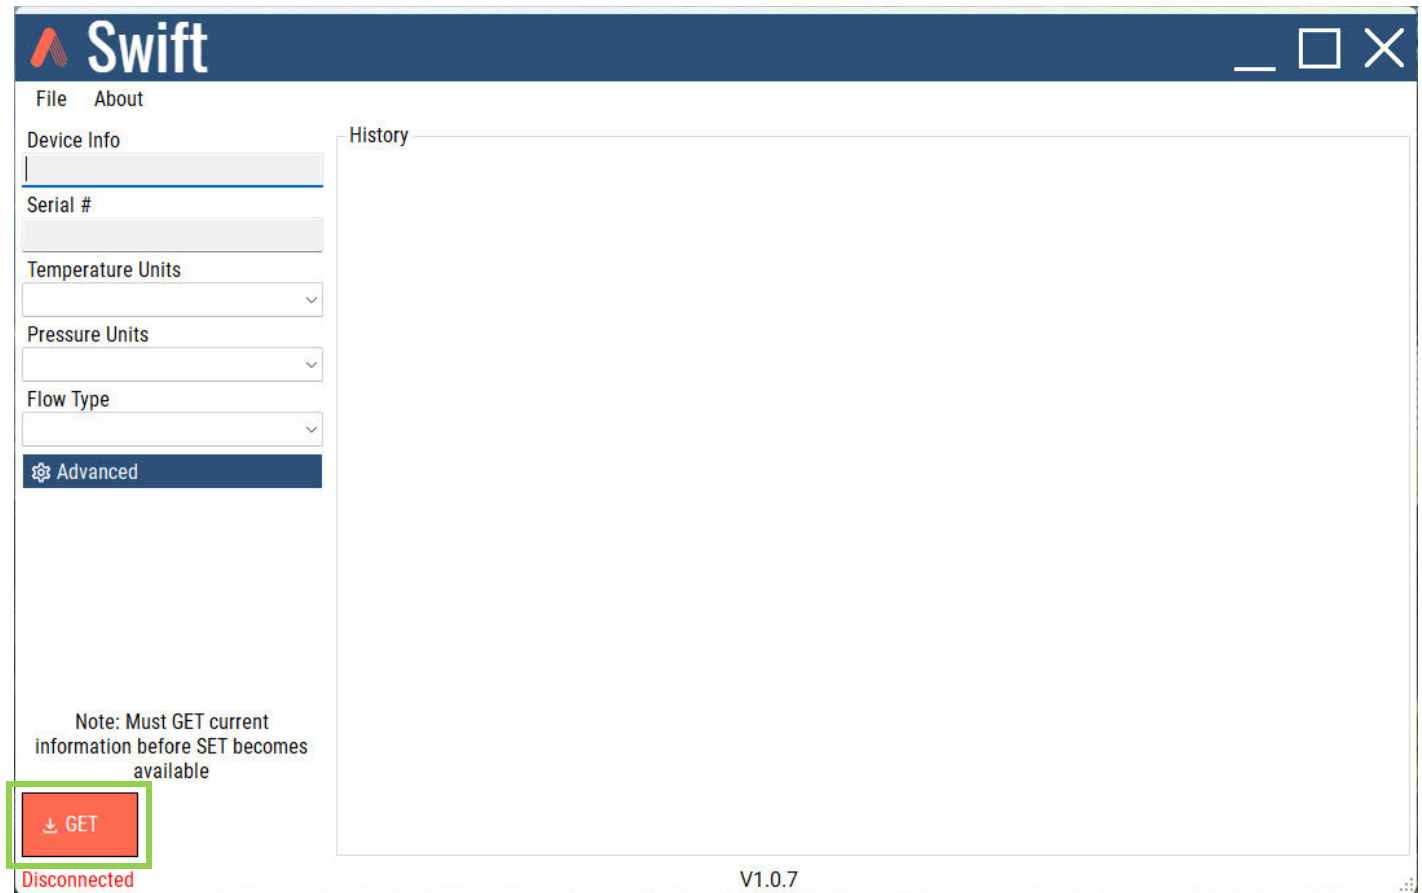 Swift
File About
Device Info
History
Serial #
Temperature Units
Pressure Units
Flow Type
Advanced
Note: Must GET current
information before SET becomes
available
GET
Disconnected
V1.0.7